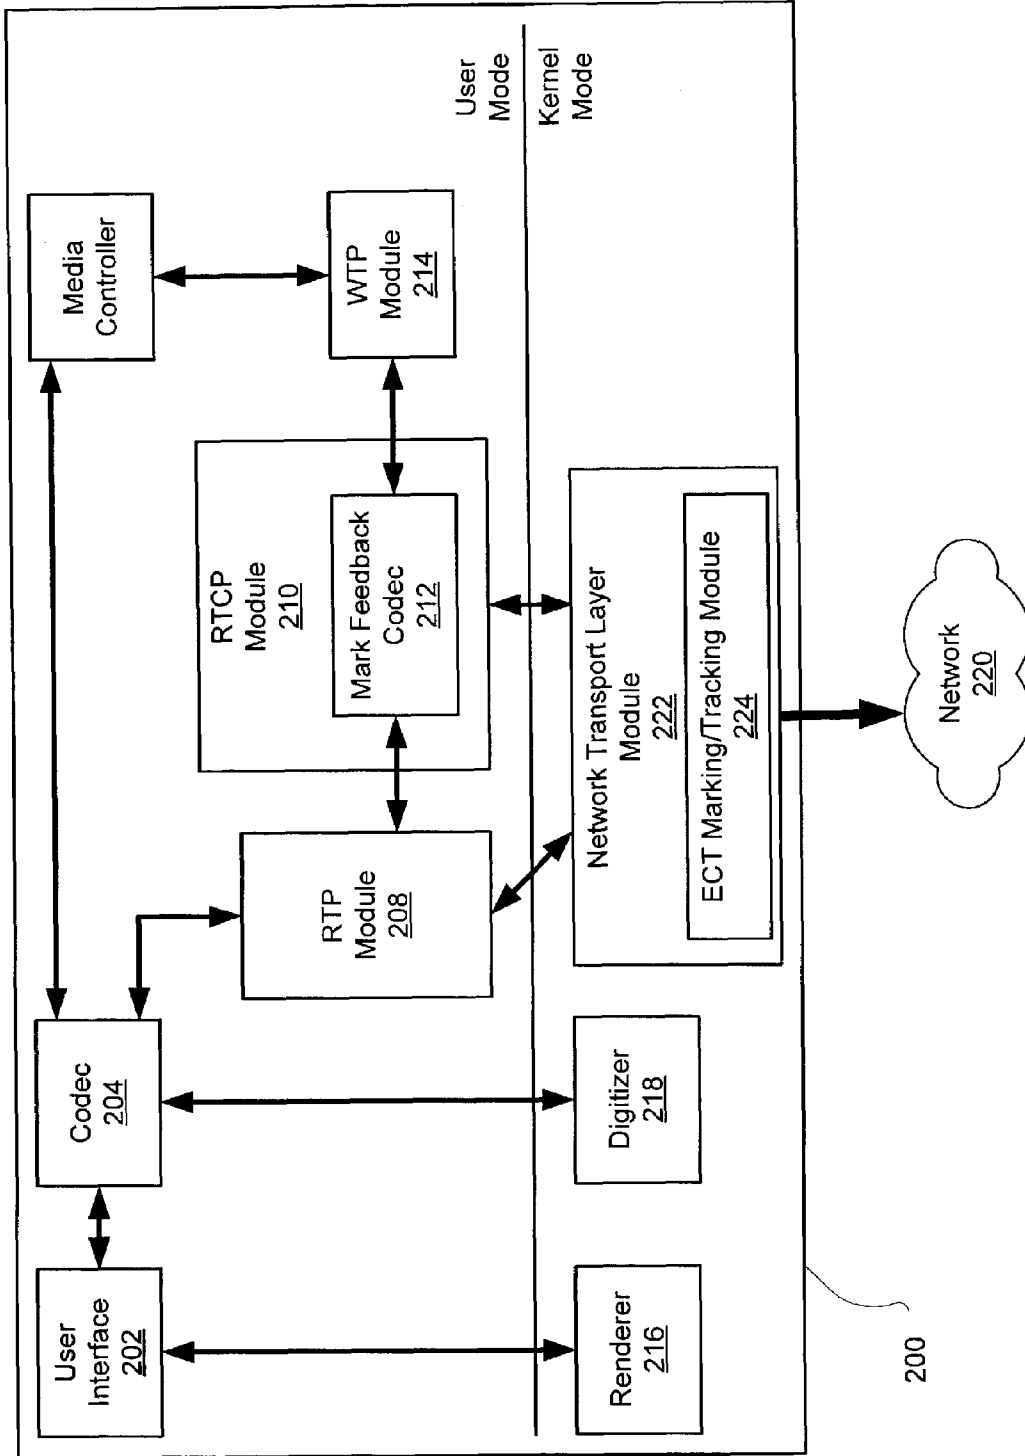 User
Interface
202
Codec
204
Media
Controller
RTP
Module
208
RTCP
Module
210
Mark Feedback
Codec
212
WTP
Module
214
User
Mode
Kernel
Mode
Renderer
216
Digitizer
218
Network Transport Layer
Module
222
ECT Marking/Tracking Module
224
Network
220
200